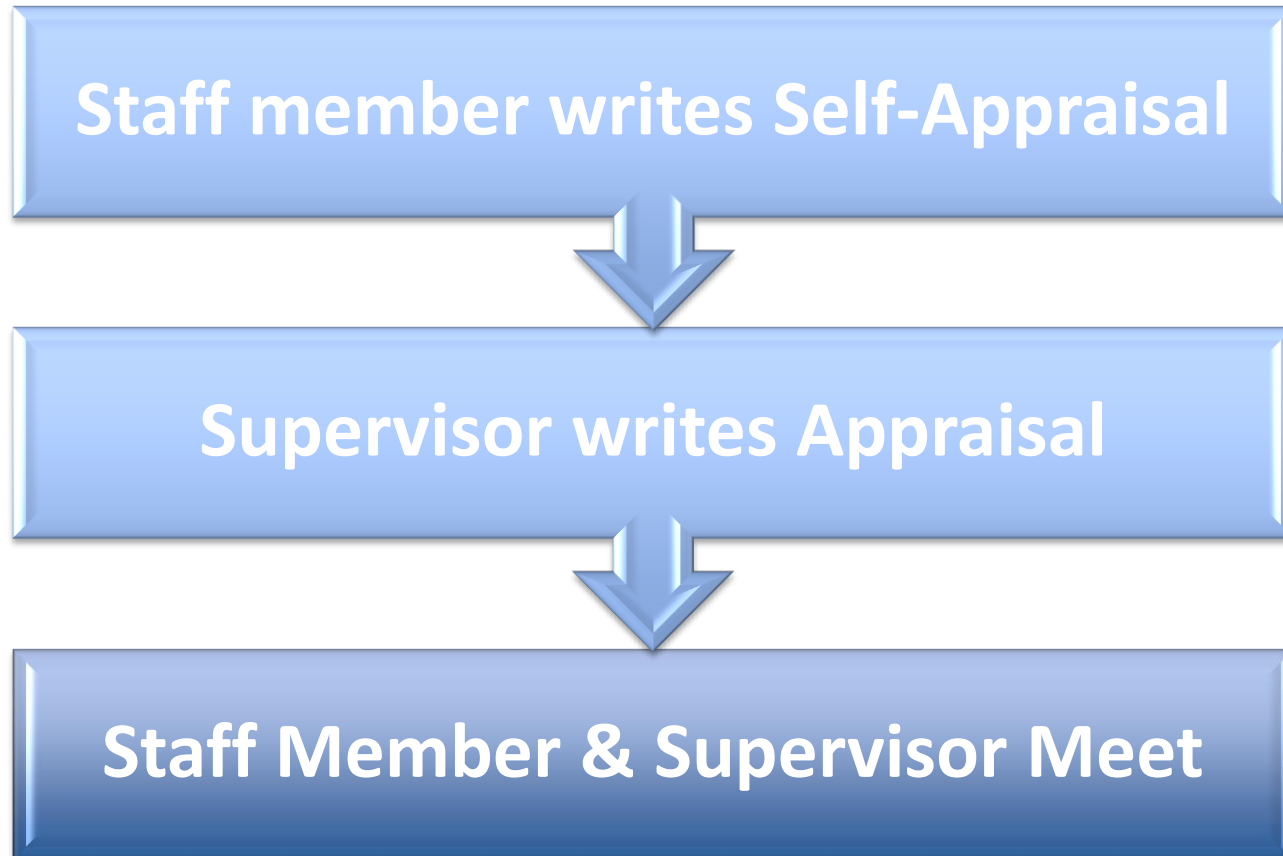 Staff member writes Self-Appraisal
Supervisor writes Appraisal
Staff Member & Supervisor Meet